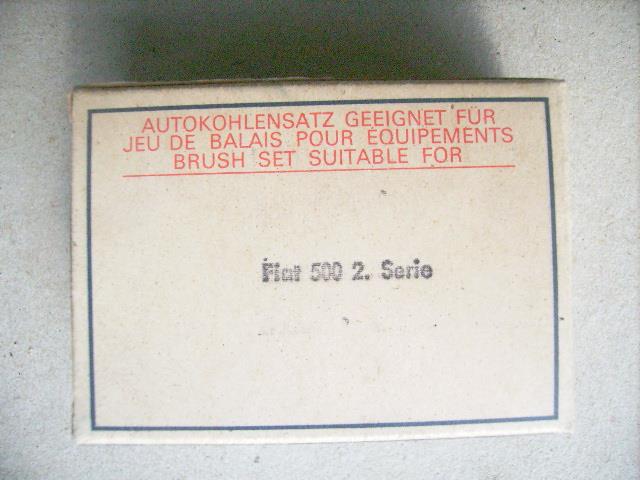 AUTOKOHLENSATZ GEEIGNET FÜR
JEU DE BALAIS POUR ÉQUIPEMENTS
BRUSH SET SUITABLE FOR
Fiat 500 2. Serie